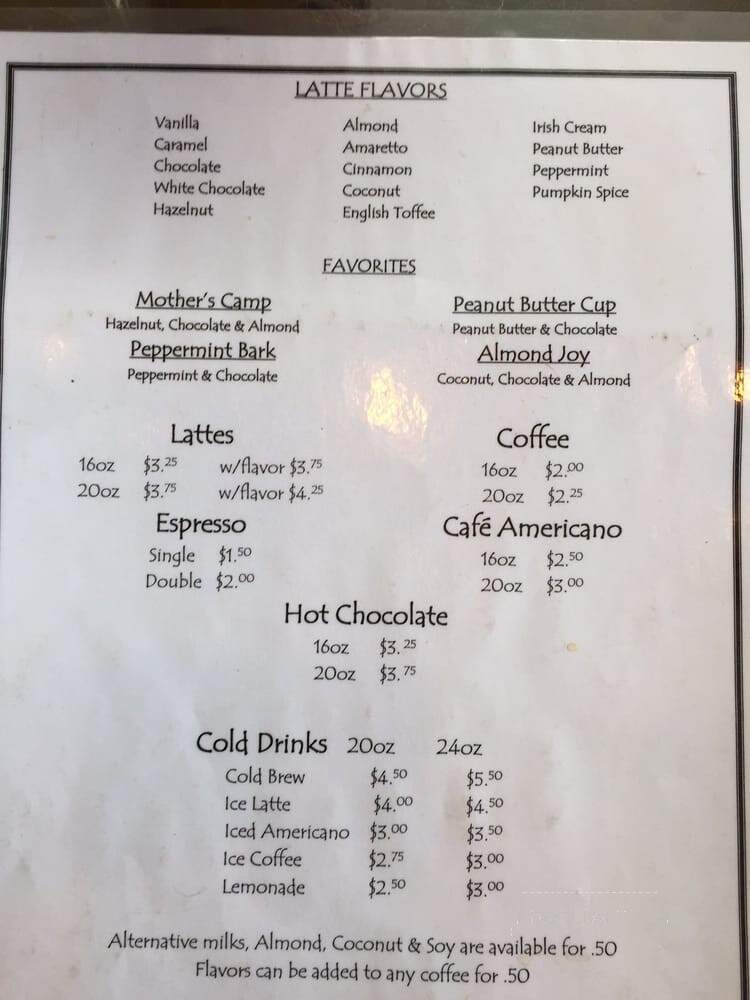 LATTE FLAVORS
Vanilla Almond Irish Cream
Caramel Amaretto Peanut Butter
Chocolate Cinnamon Peppermint
White Chocolate Coconut Pumpkin Spice
Hazelnut English Toffee
FAVORITES
Mother's Camp Peanut Butter Cup
Hazelnut, Chocolate & Almond Peanut Butter & Chocolate
Peppermint Bark Almond Joy
Peppermint & Chocolate Coconut, Chocolate & Almond
Lattes Coffee
16oz $3.25 w/flavor $3.75 16oz $2.00
20oz $3.75 w/flavor $4.25 20oz $2.25
Espresso Café Americano
Single $1.50 16oz $2.50
Double $2.00 20oz $3.00
Hot Chocolate
16oz $3.25
20oz $3.75
Cold Drinks 20oz 24oz
Cold Brew $4.50 $5.50
Ice Latte $4.00 $4.50
Iced Americano $3.00 $3.50
Ice Coffee $2.75 $3.00
Lemonade $2.50 $3.00
Alternative milks, Almond, Coconut & Soy are available for .50
Flavors can be added to any coffee for .50